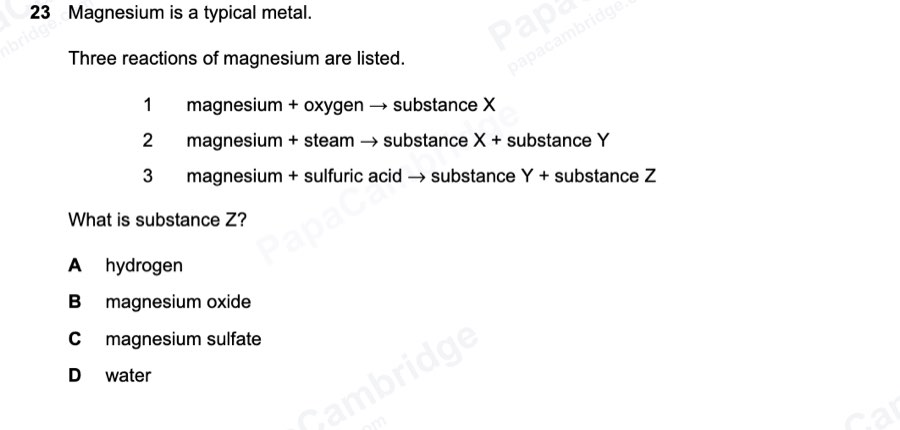 23 Magnesium is a typical metal.
Three reactions of magnesium are listed.
1 magnesium + oxygen → substance X
2 magnesium + steam → substance X + substance Y
3 magnesium + sulfuric acid → substance Y + substance Z
What is substance Z?
A hydrogen
B magnesium oxide
C magnesium sulfate
D water
PapaCambridge